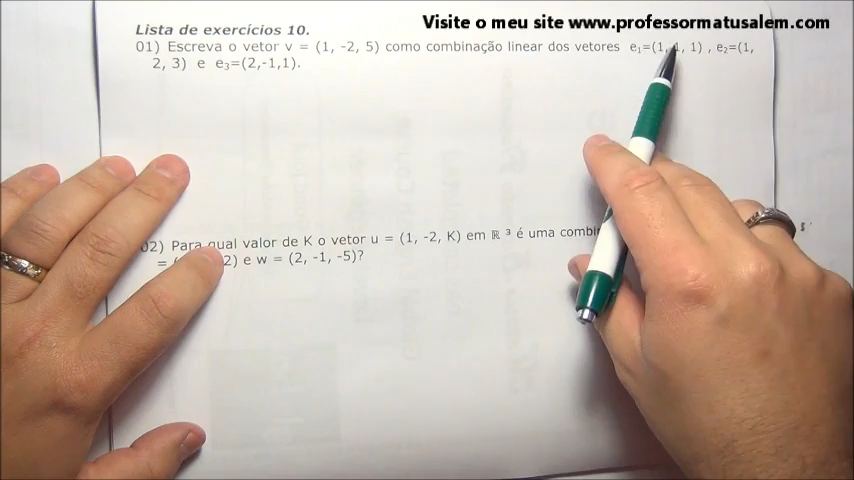 Visite o meu site www.professormatusalem.com
Lista de exercícios 10.
01) Escreva o vetor v = (1, -2, 5) como combinação linear dos vetores e₁=(1, 1, 1) , e₂=(1,
2, 3) e e₃=(2,-1,1).
02) Para qual valor de K o vetor u = (1, -2, K) em ℝ ³ é uma
= 2) e w = (2, -1, -5)?